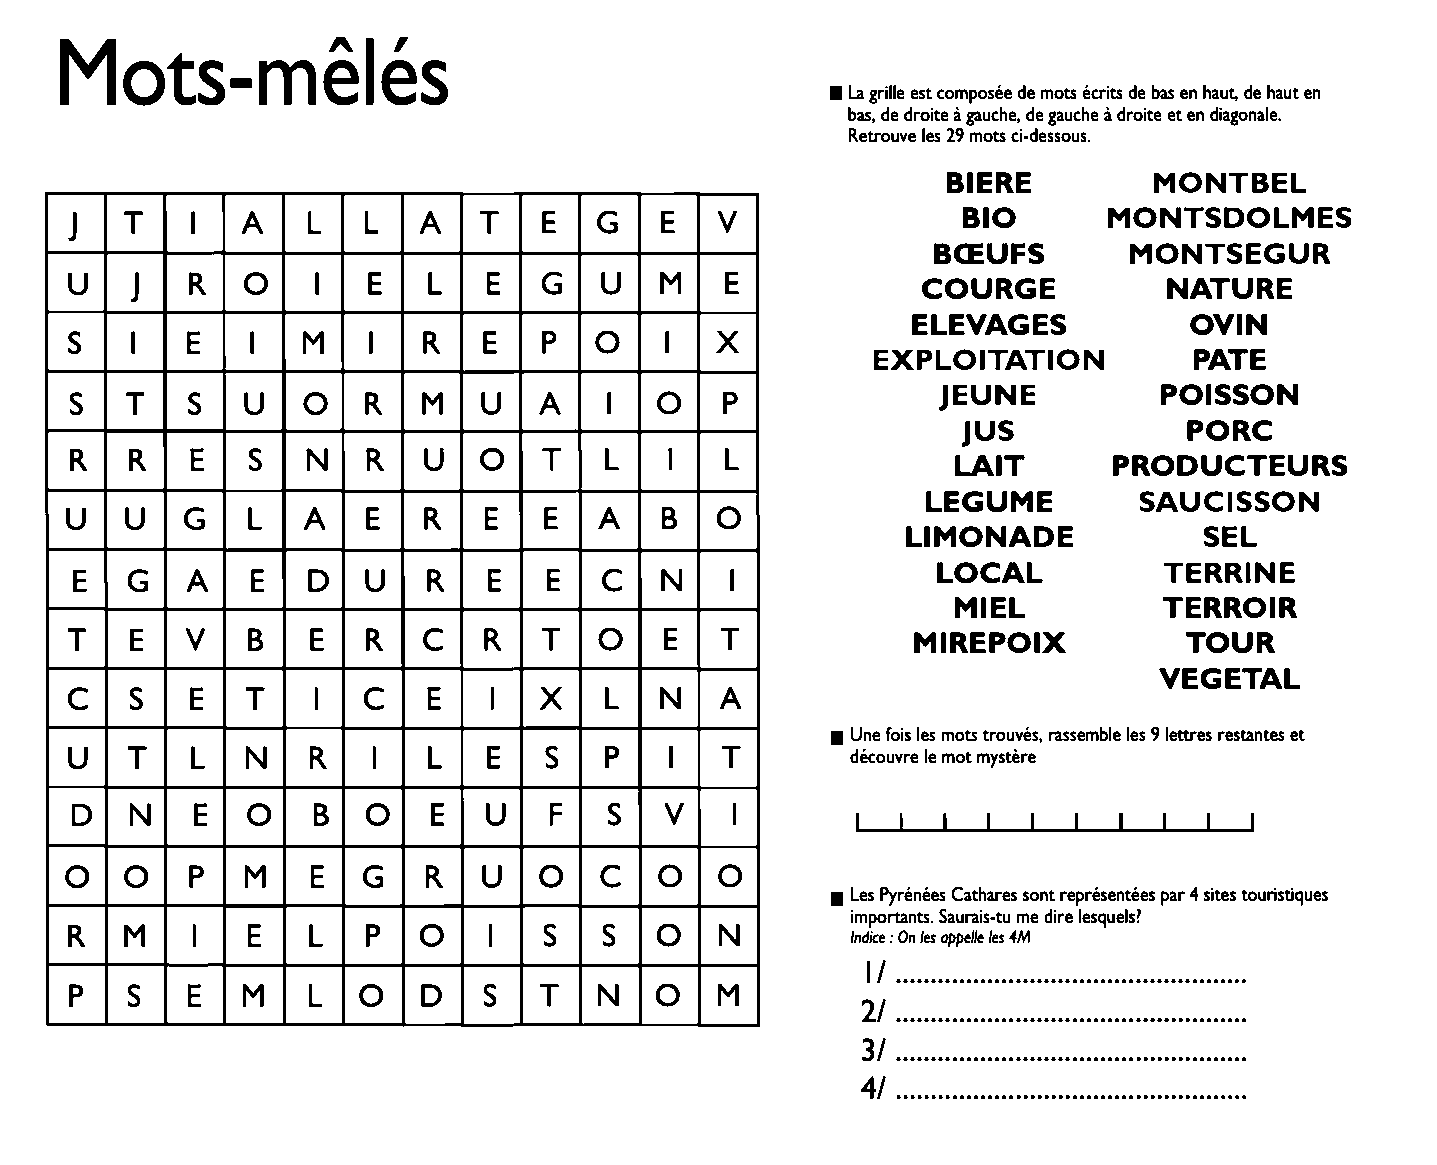 Mots-mêlés
J T I A L L A T E G E V
U J R O I E L E G U M E
S I E I M I R E P O I X
S T S U O R M U A I O P
R R E S N R U O T L I L
U U G L A E R E E A B O
E G A E D U R E E C N I
T E V B E R C R T O E T
C S E T I C E I X L N A
U T L N R I L E S P I T
D N E O B O E U F S V I
O O P M E G R U O C O O
R M I E L P O I S S O N
P S E M L O D S T N O M
■ La grille est composée de mots écrits de bas en haut, de haut en
bas, de droite à gauche, de gauche à droite et en diagonale.
Retrouve les 29 mots ci-dessous.
BIERE
BIO
BŒUFS
COURGE
ELEVAGES
EXPLOITATION
JEUNE
JUS
LAIT
LEGUME
LIMONADE
LOCAL
MIEL
MIREPOIX
MONTBEL
MONTSDOLMES
MONTSEGUR
NATURE
OVIN
PATE
POISSON
PORC
PRODUCTEURS
SAUCISSON
SEL
TERRINE
TERROIR
TOUR
VEGETAL
■ Une fois les mots trouvés, rassemble les 9 lettres restantes et
découvre le mot mystère
■ Les Pyrénées Cathares sont représentées par 4 sites touristiques
importants. Saurais-tu me dire lesquels?
Indice : On les appelle les 4M
1/ ..................................................
2/ ..................................................
3/ ..................................................
4/ ..................................................